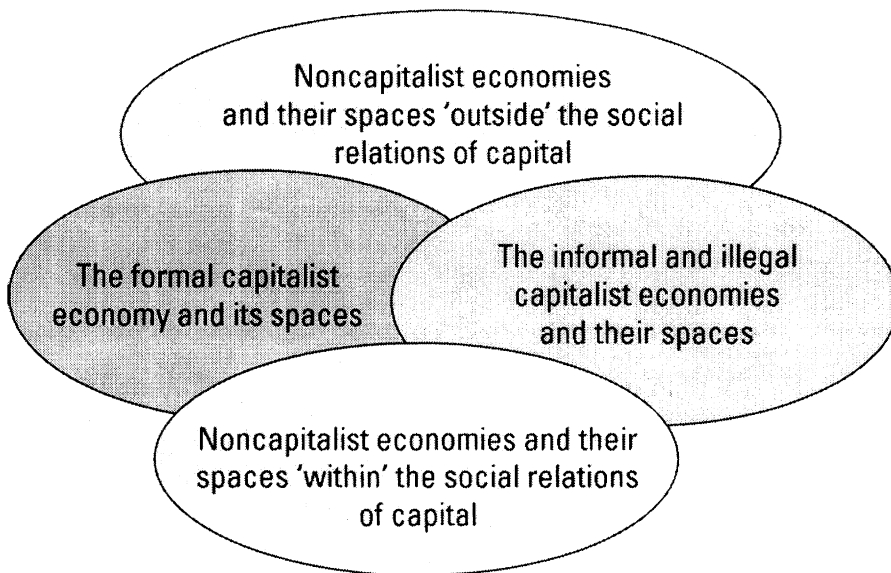 Noncapitalist economies
and their spaces 'outside' the social
relations of capital
The formal capitalist
economy and its spaces
The informal and illegal
capitalist economies
and their spaces
Noncapitalist economies and their
spaces 'within' the social relations
of capital